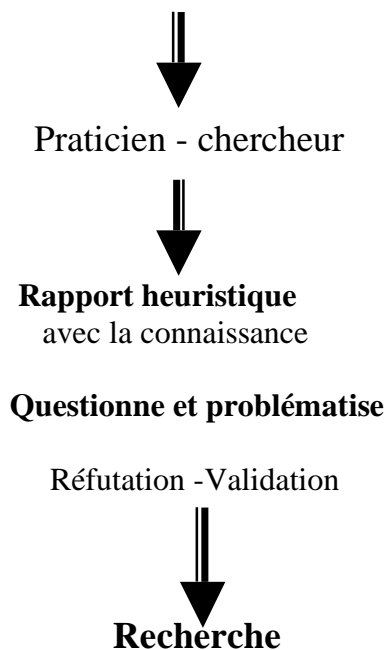 Praticien - chercheur
Rapport heuristique
avec la connaissance
Questionne et problématise
Réfutation -Validation
Recherche